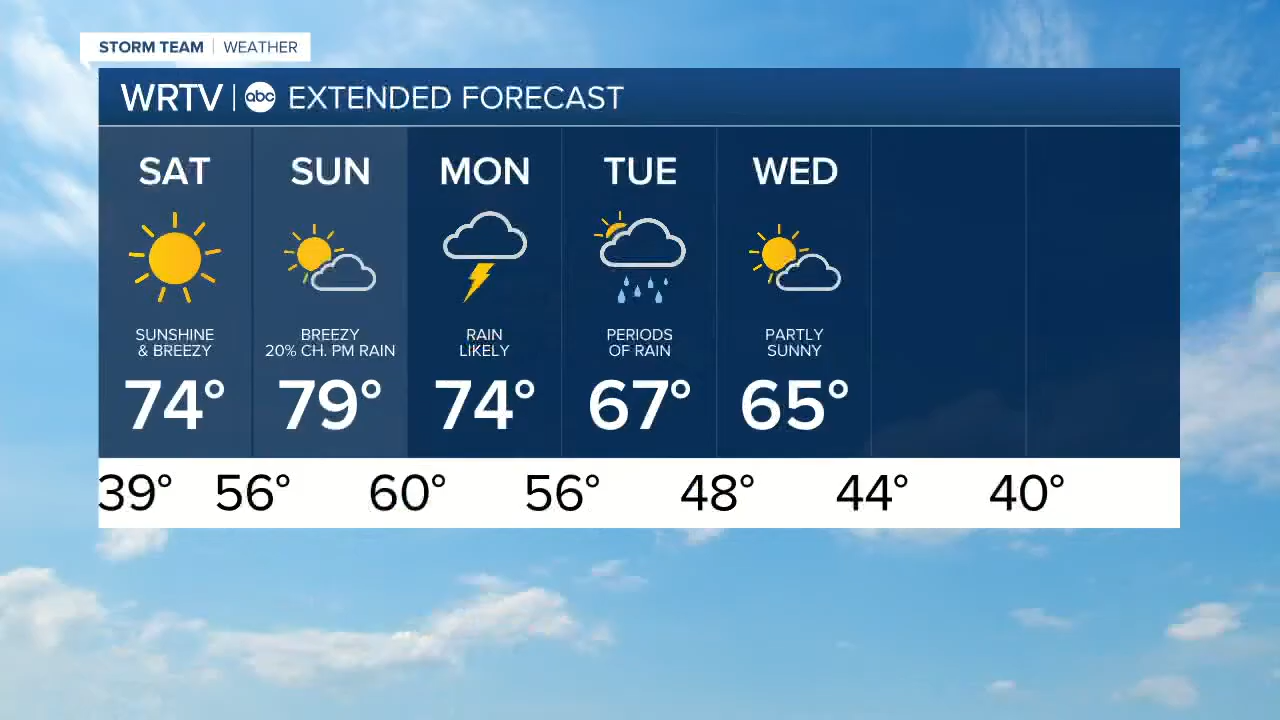 STORM TEAM | WEATHER
WRTV | abc EXTENDED FORECAST
SAT
SUNSHINE
& BREEZY
74°
SUN
BREEZY
20% CH. PM RAIN
79°
MON
RAIN
LIKELY
74°
TUE
PERIODS
OF RAIN
67°
WED
PARTLY
SUNNY
65°
39° 56° 60° 56° 48° 44° 40°